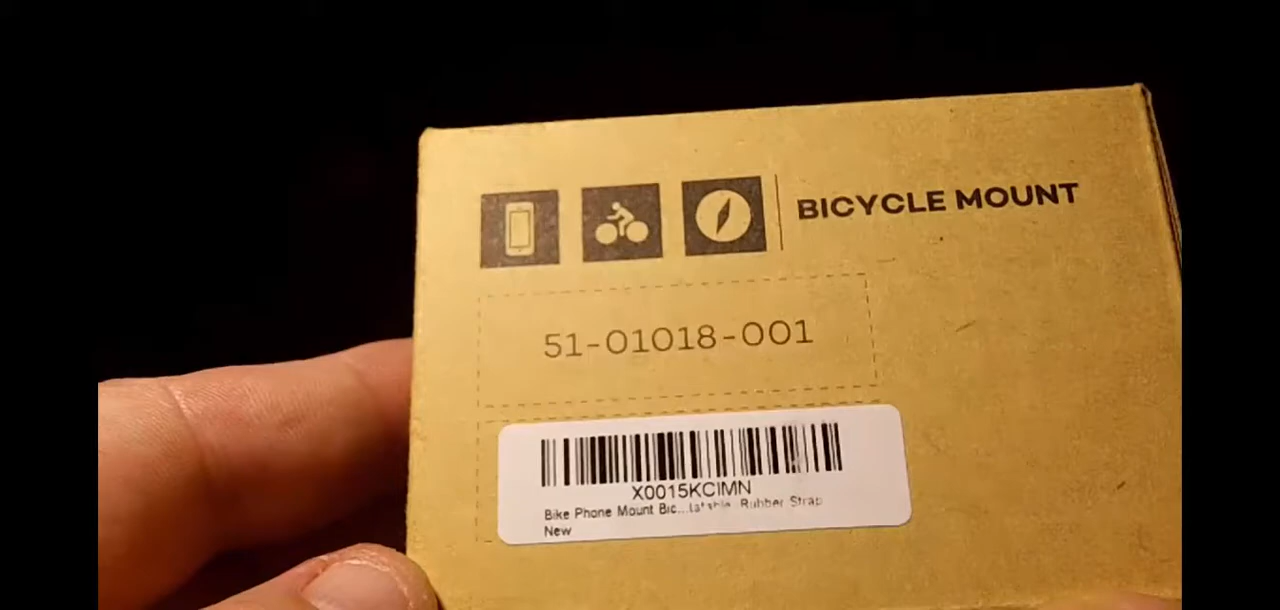 BICYCLE MOUNT
51-01018-001
X0015KCIMN
Bike Phone Mount Bic... Rubber Strap
New